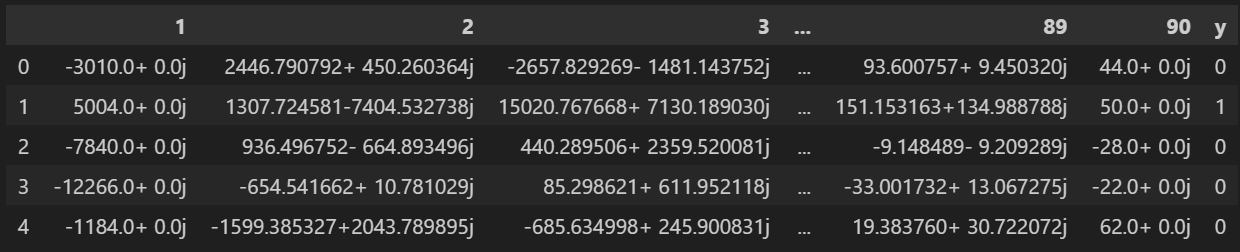 1 2 3 ... 89 90 y
0 -3010.0+ 0.0j 2446.790792+ 450.260364j -2657.829269- 1481.143752j ... 93.600757+ 9.450320j 44.0+ 0.0j 0
1 5004.0+ 0.0j 1307.724581-7404.532738j 15020.767668+ 7130.189030j ... 151.153163+134.988788j 50.0+ 0.0j 1
2 -7840.0+ 0.0j 936.496752- 664.893496j 440.289506+ 2359.520081j ... -9.148489- 9.209289j -28.0+ 0.0j 0
3 -12266.0+ 0.0j -654.541662+ 10.781029j 85.298621+ 611.952118j ... -33.001732+ 13.067275j -22.0+ 0.0j 0
4 -1184.0+ 0.0j -1599.385327+2043.789895j -685.634998+ 245.900831j ... 19.383760+ 30.722072j 62.0+ 0.0j 0